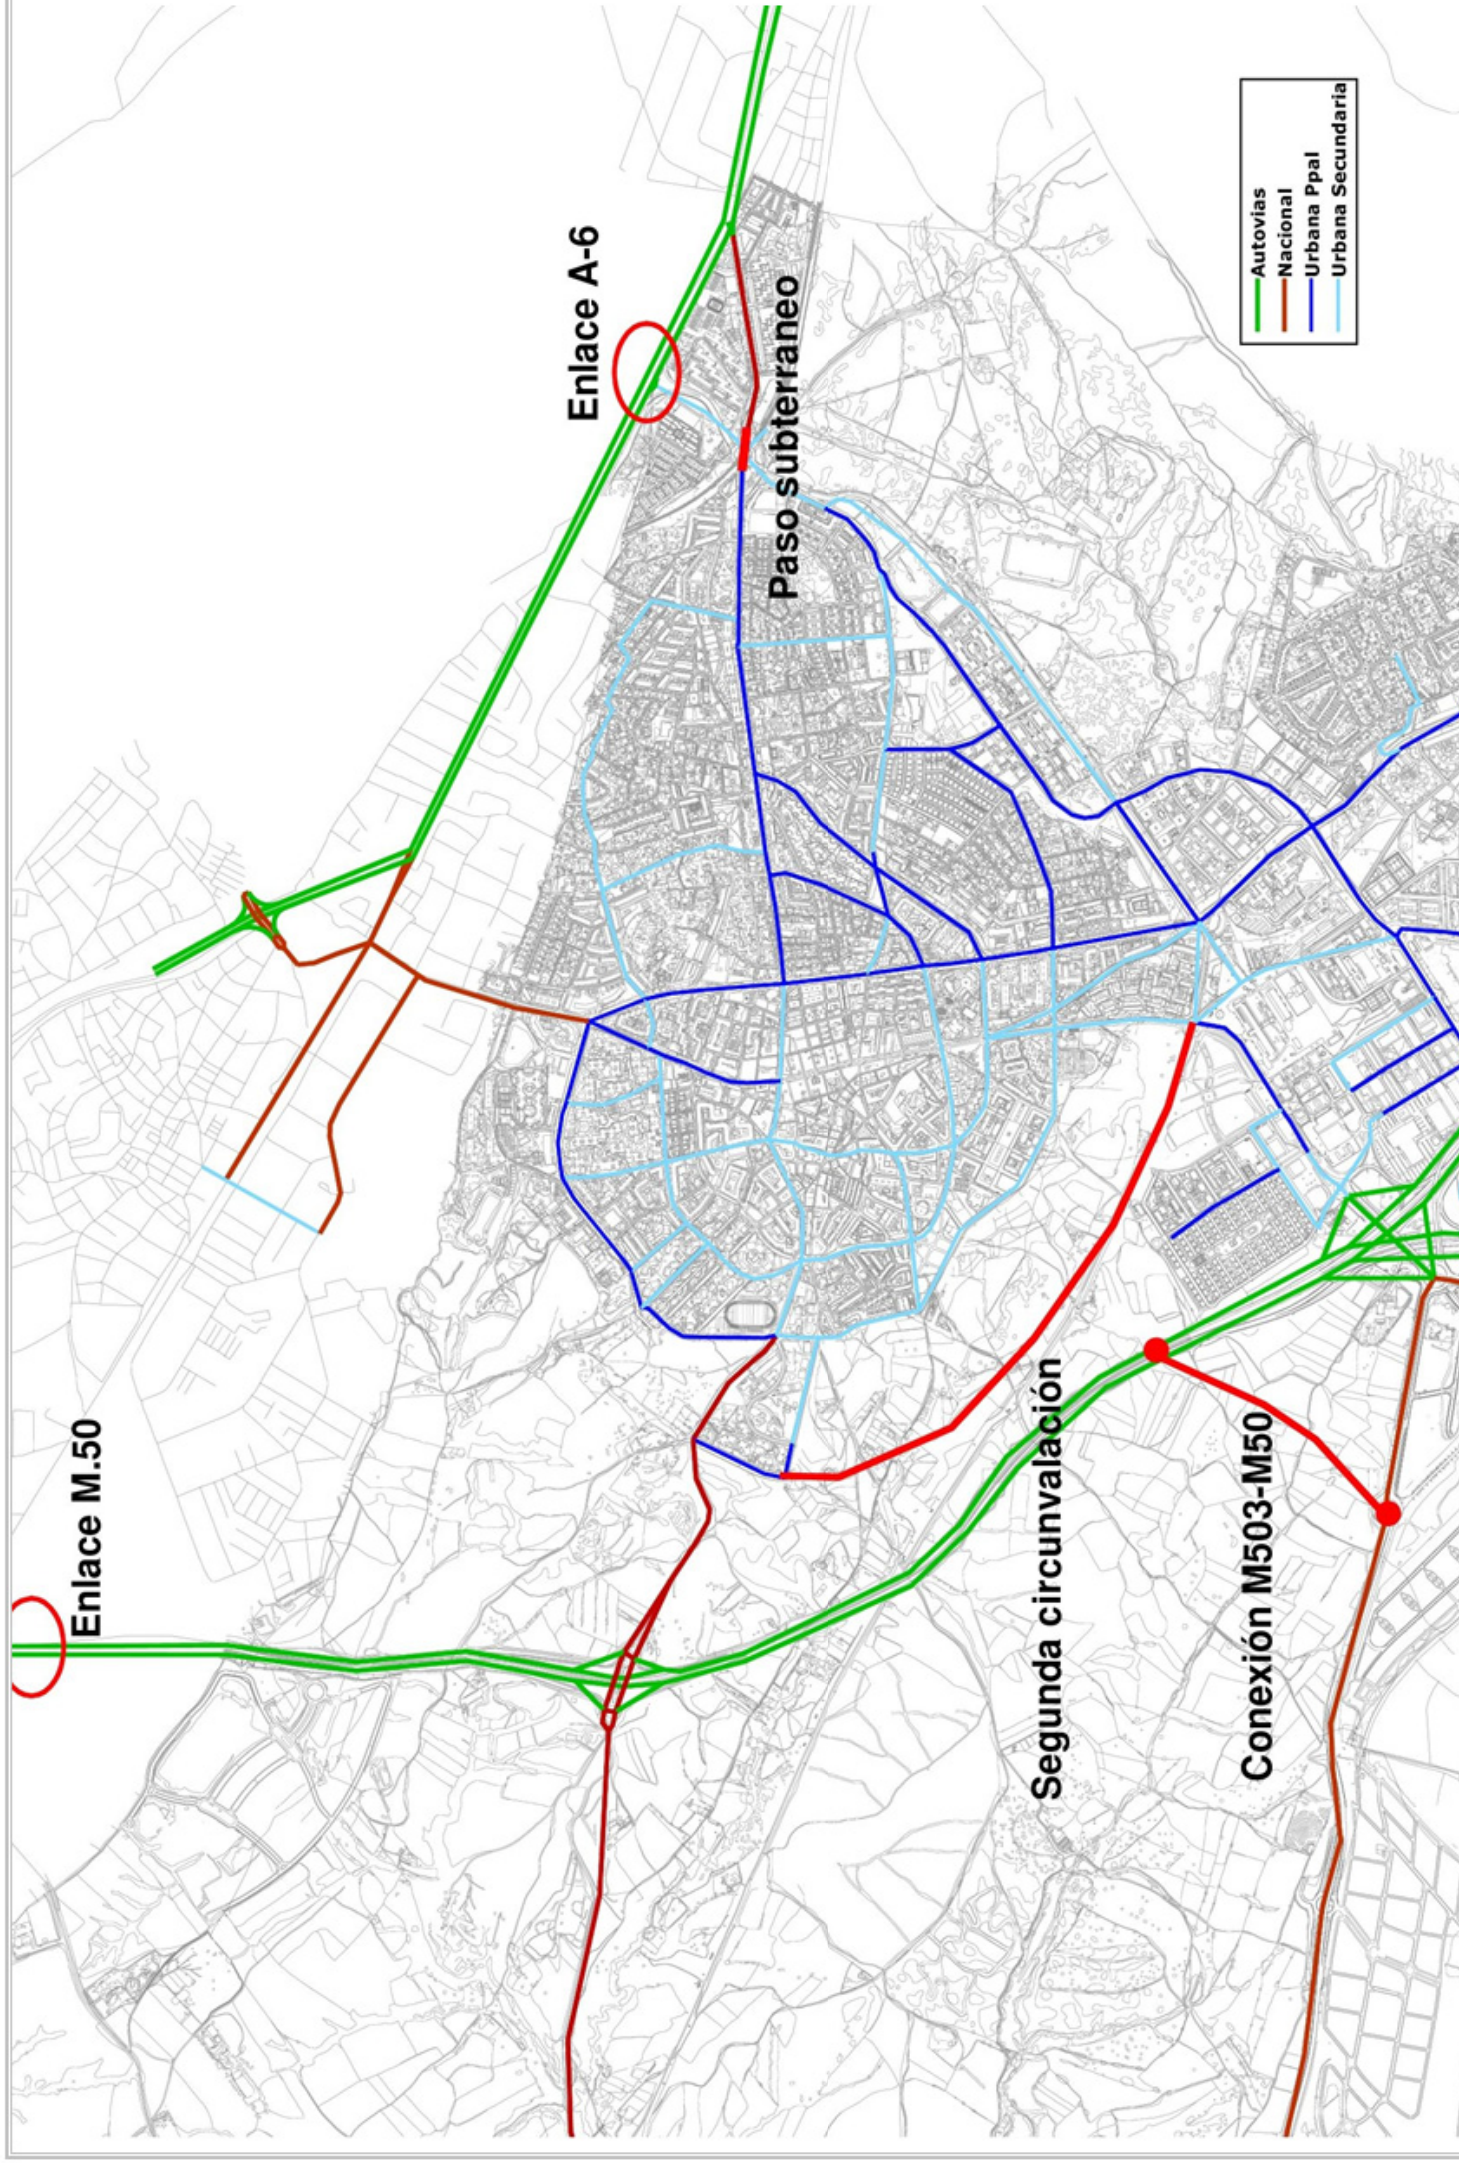 Enlace M.50
Enlace A-6
Paso subterraneo
Segunda circunvalación
Conexión M503-M50
Autovias
Nacional
Urbana Ppal
Urbana Secundaria